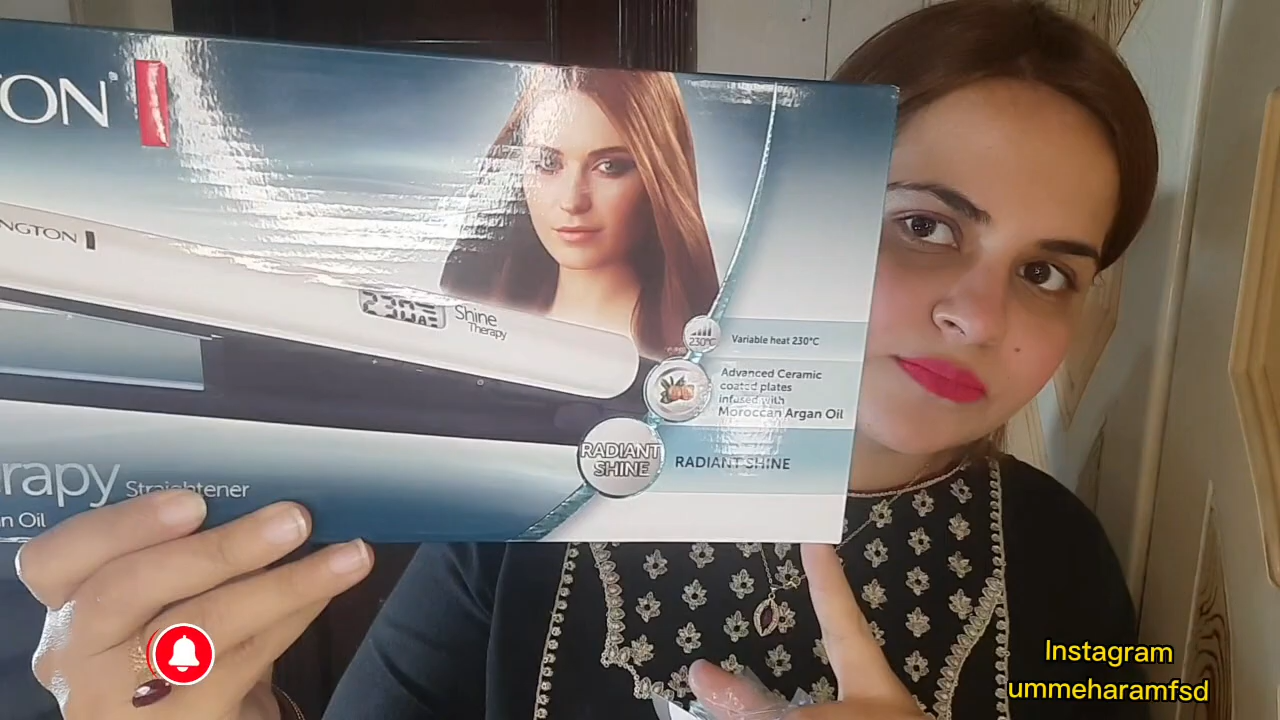 TON
NGTON
230
Shine
Therapy
230°C
Variable heat 230°C
Advanced Ceramic
coated plates
infused with
Moroccan Argan Oil
RADIANT
SHINE
RADIANT SHINE
rapy Straightener
n Oil
Instagram
ummeharamfsd